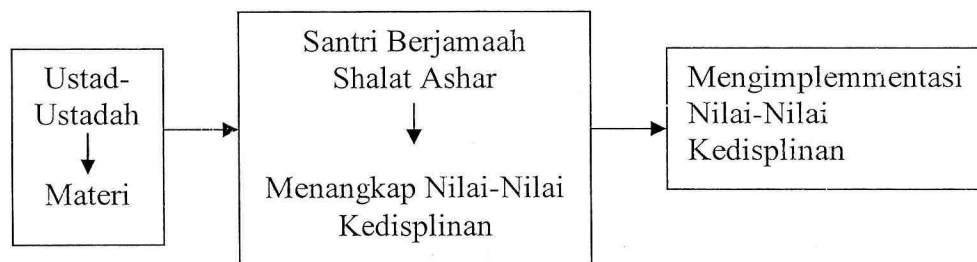 Ustad-
Ustadah
Materi
Santri Berjamaah
Shalat Ashar
Menangkap Nilai-Nilai
Kedisplinan
Mengimplemmentasi
Nilai-Nilai
Kedisplinan